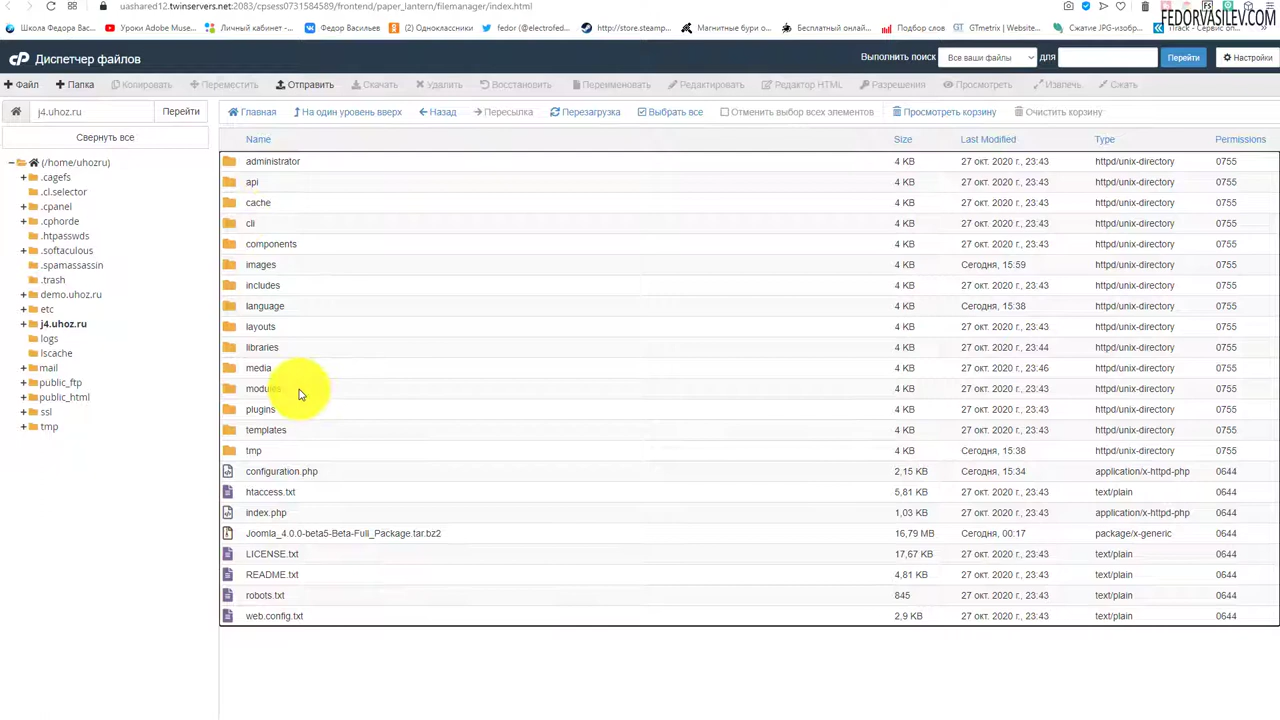 uashared12.twinservers.net:2083/cpsess0731584589/frontend/paper_lantern/filemanager/index.html
FEDORVASILEV.COM
Школа Федора Вас... Уроки Adobe Muse... Личный кабинет -... Федор Васильев (2) Одноклассники fedor (@electrofed... http://store.steamp... Магнитные бури о... Бесплатный онлай... Подбор слов GTmetrix | Website... Сжатие JPG-изобр... iTrack - Сервис оп...
cP Диспетчер файлов Выполнить поиск Все ваши файлы для Перейти Настройки
+ Файл + Папка Копировать Переместить Отправить Скачать Удалить Восстановить Переименовать Редактировать Редактор HTML Разрешения Просмотреть Извлечь Сжать
j4.uhoz.ru Перейти Главная На один уровень вверх Назад Пересылка Перезагрузка Выбрать все Отменить выбор всех элементов Просмотреть корзину Очистить корзину
Свернуть все
(/home/uhozru)
.cagefs
.cl.selector
.cpanel
.cphorde
.htpasswds
.softaculous
.spamassassin
.trash
demo.uhoz.ru
etc
j4.uhoz.ru
logs
lscache
mail
public_ftp
public_html
ssl
tmp
Name Size Last Modified Type Permissions
administrator 4 KB 27 окт. 2020 г., 23:43 httpd/unix-directory 0755
api 4 KB 27 окт. 2020 г., 23:43 httpd/unix-directory 0755
cache 4 KB 27 окт. 2020 г., 23:43 httpd/unix-directory 0755
cli 4 KB 27 окт. 2020 г., 23:43 httpd/unix-directory 0755
components 4 KB 27 окт. 2020 г., 23:43 httpd/unix-directory 0755
images 4 KB Сегодня, 15:59 httpd/unix-directory 0755
includes 4 KB 27 окт. 2020 г., 23:43 httpd/unix-directory 0755
language 4 KB Сегодня, 15:38 httpd/unix-directory 0755
layouts 4 KB 27 окт. 2020 г., 23:43 httpd/unix-directory 0755
libraries 4 KB 27 окт. 2020 г., 23:44 httpd/unix-directory 0755
media 4 KB 27 окт. 2020 г., 23:46 httpd/unix-directory 0755
modules 4 KB 27 окт. 2020 г., 23:43 httpd/unix-directory 0755
plugins 4 KB 27 окт. 2020 г., 23:43 httpd/unix-directory 0755
templates 4 KB 27 окт. 2020 г., 23:43 httpd/unix-directory 0755
tmp 4 KB Сегодня, 15:38 httpd/unix-directory 0755
configuration.php 2,15 KB Сегодня, 15:34 application/x-httpd-php 0644
htaccess.txt 5,81 KB 27 окт. 2020 г., 23:43 text/plain 0644
index.php 1,03 KB 27 окт. 2020 г., 23:43 application/x-httpd-php 0644
Joomla_4.0.0-beta5-Beta-Full_Package.tar.bz2 16,79 MB Сегодня, 00:17 package/x-generic 0644
LICENSE.txt 17,67 KB 27 окт. 2020 г., 23:43 text/plain 0644
README.txt 4,81 KB 27 окт. 2020 г., 23:43 text/plain 0644
robots.txt 845 27 окт. 2020 г., 23:43 text/plain 0644
web.config.txt 2,9 KB 27 окт. 2020 г., 23:43 text/plain 0644